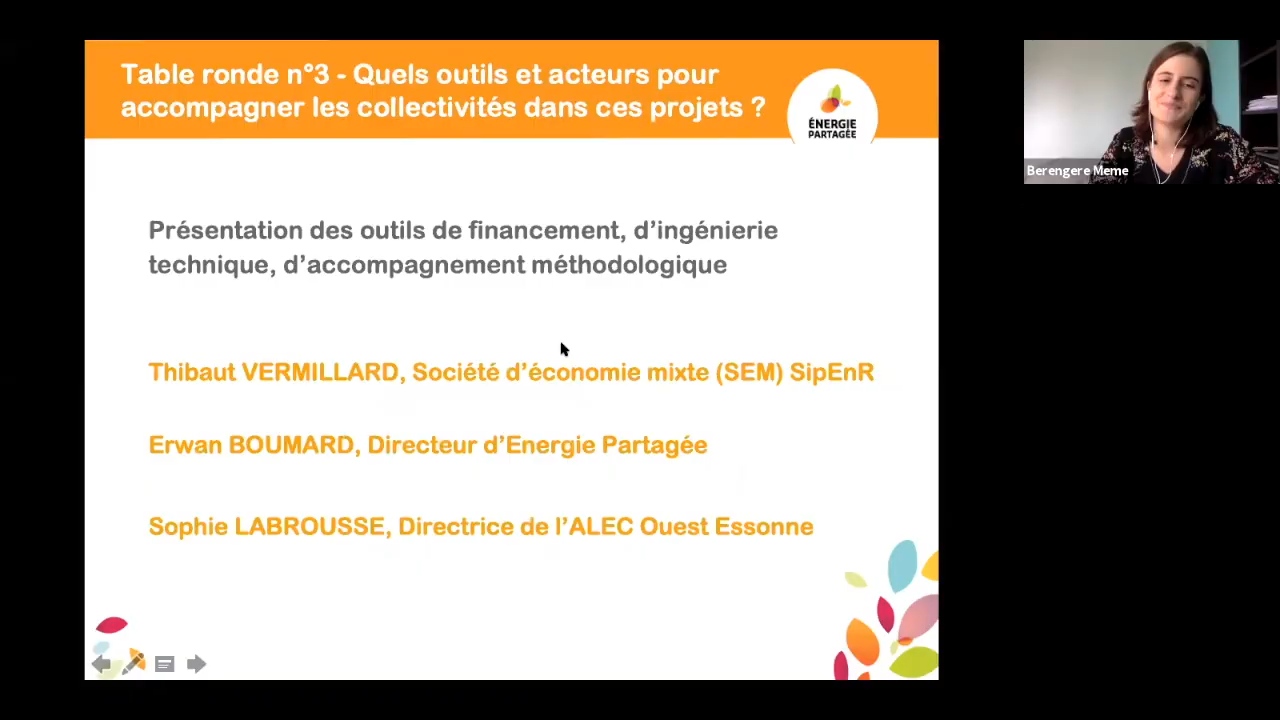 Table ronde n°3 - Quels outils et acteurs pour
accompagner les collectivités dans ces projets ?
ÉNERGIE
PARTAGÉE
Berengere Meme
Présentation des outils de financement, d’ingénierie
technique, d’accompagnement méthodologique
Thibaut VERMILLARD, Société d’économie mixte (SEM) SipEnR
Erwan BOUMARD, Directeur d’Energie Partagée
Sophie LABROUSSE, Directrice de l’ALEC Ouest Essonne